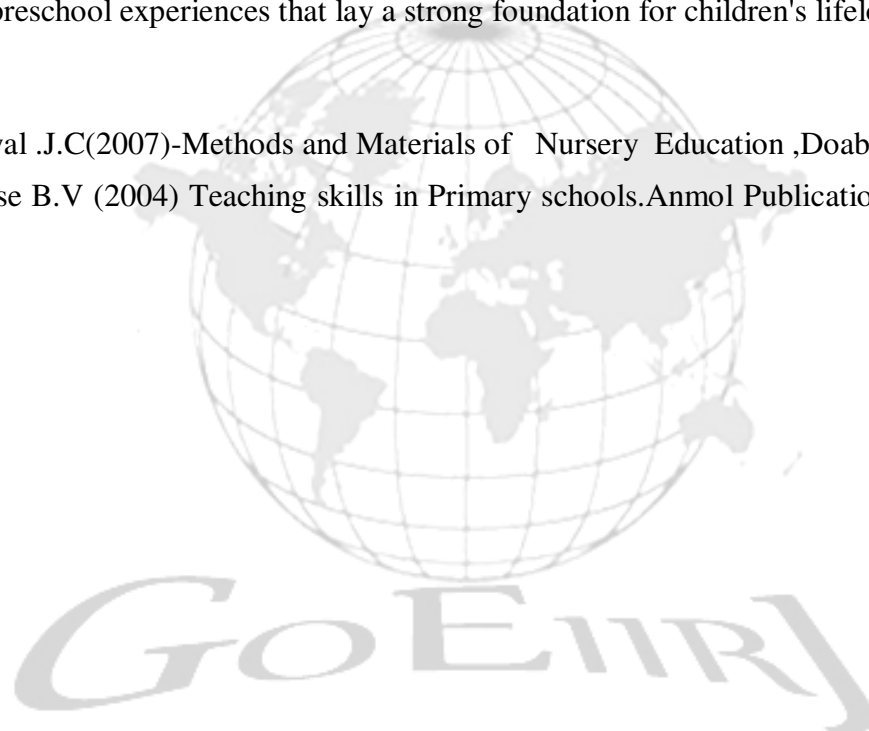 preschool experiences that lay a strong foundation for children's
val .J.C(2007)-Methods and Materials of Nursery Education ,Doab
se B.V (2004) Teaching skills in Primary schools.Anmol Publicatio
GOEIIRJ